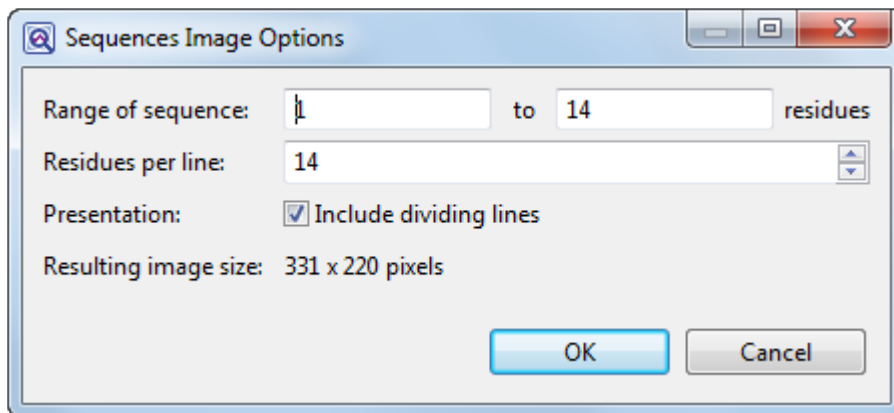 Sequences Image Options
Range of sequence: 1 to 14 residues
Residues per line: 14
Presentation: Include dividing lines
Resulting image size: 331 x 220 pixels
OK Cancel